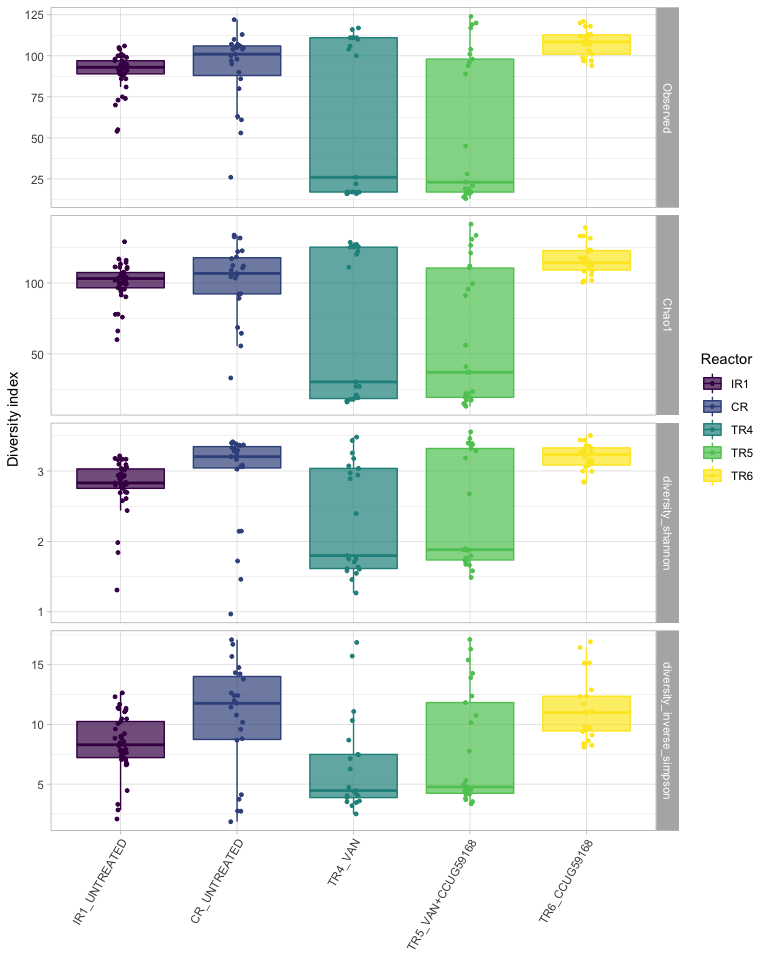 Diversity index
125
100
75
50
25
Observed
100
50
Chao1
3
2
1
diversity_shannon
15
10
5
diversity_inverse_simpson
IR1_UNTREATED
CR_UNTREATED
TR4_VAN
TR5_VAN+CCUG59168
TR6_CCUG59168
Reactor
IR1
CR
TR4
TR5
TR6